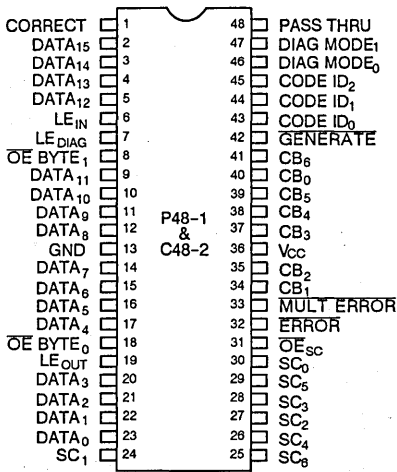 CORRECT 1 48 PASS THRU
DATA15 2 47 DIAG MODE1
DATA14 3 46 DIAG MODE0
DATA13 4 45 CODE ID2
DATA12 5 44 CODE ID1
LEIN 6 43 CODE ID0
LEDIAG 7 42 GENERATE
OE BYTE1 8 41 CB6
DATA11 9 40 CB0
DATA10 10 39 CB5
DATA9 11 38 CB4
DATA8 12 37 CB3
P48-1
&
C48-2
GND 13 36 VCC
DATA7 14 35 CB2
DATA6 15 34 CB1
DATA5 16 33 MULT ERROR
DATA4 17 32 ERROR
OE BYTE0 18 31 OESC
LEOUT 19 30 SC0
DATA3 20 29 SC5
DATA2 21 28 SC3
DATA1 22 27 SC2
DATA0 23 26 SC4
SC1 24 25 SC6